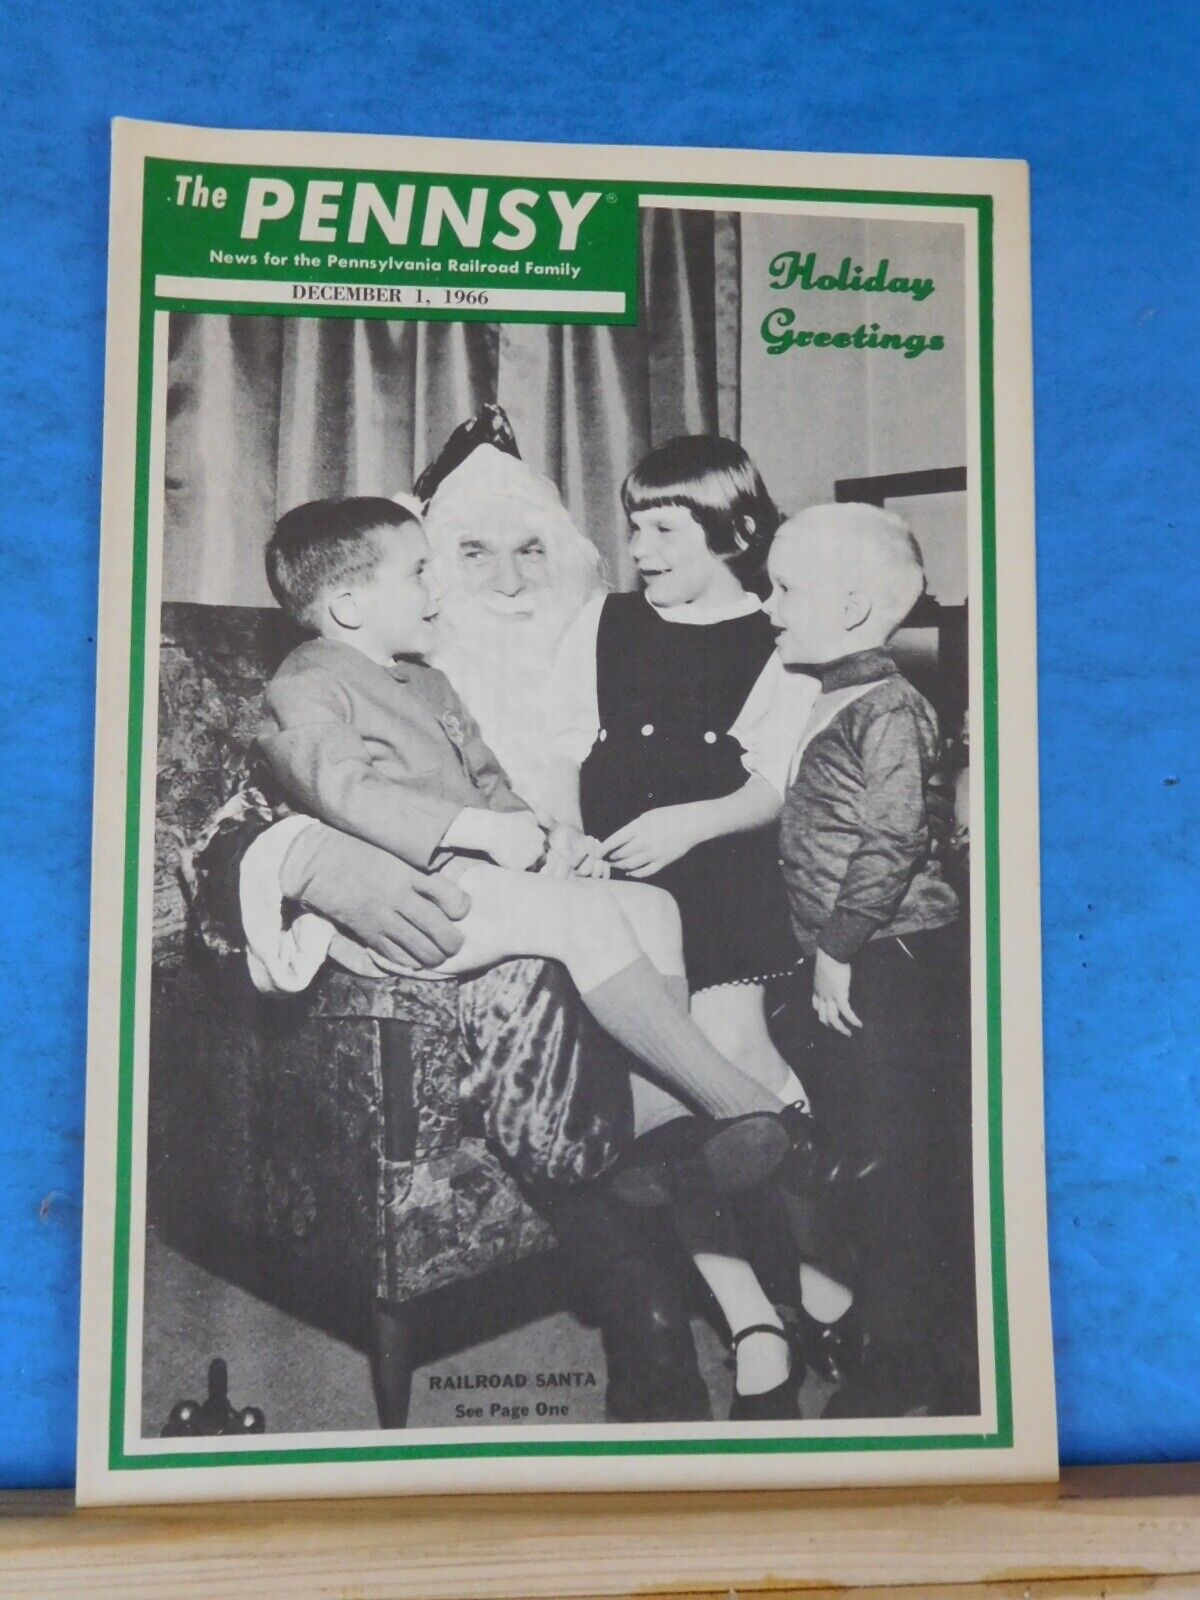 The PENNSY®
News for the Pennsylvania Railroad Family
DECEMBER 1, 1966
Holiday
Greetings
RAILROAD SANTA
See Page One